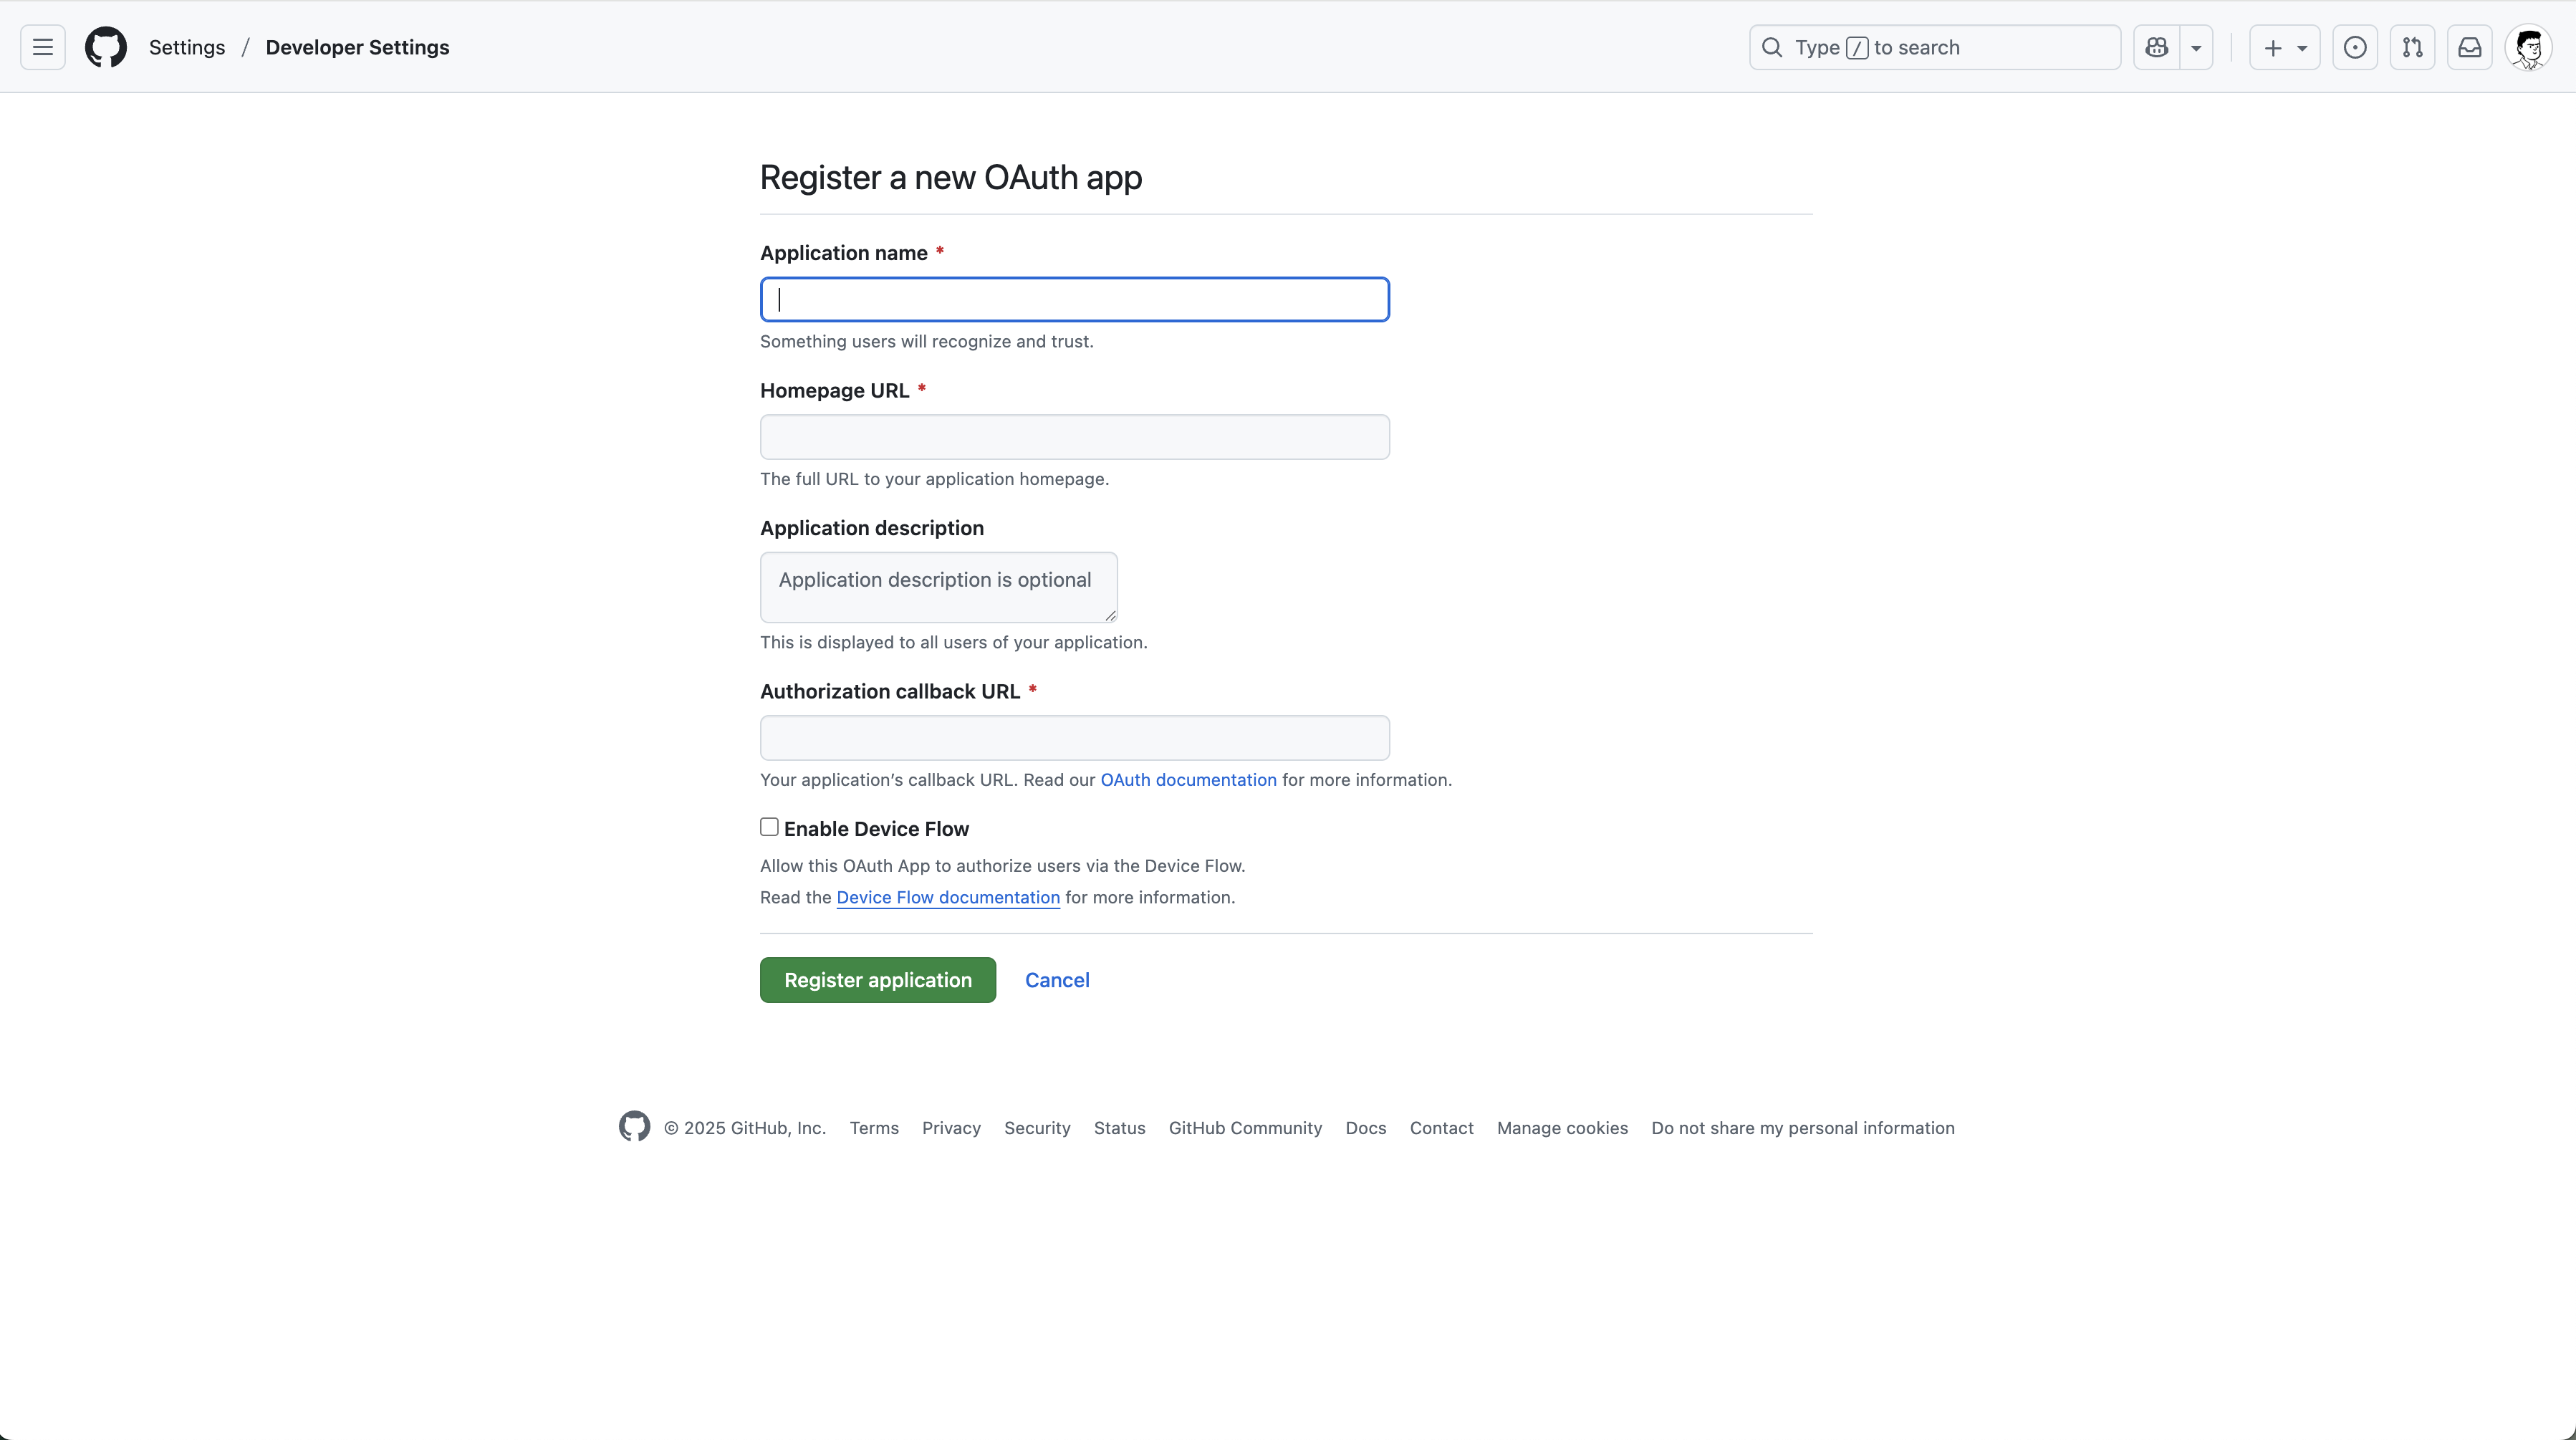 Settings / Developer Settings
Type / to search
Register a new OAuth app
Application name *
Something users will recognize and trust.
Homepage URL *
The full URL to your application homepage.
Application description
Application description is optional
This is displayed to all users of your application.
Authorization callback URL *
Your application’s callback URL. Read our OAuth documentation for more information.
Enable Device Flow
Allow this OAuth App to authorize users via the Device Flow.
Read the Device Flow documentation for more information.
Register application Cancel
© 2025 GitHub, Inc. Terms Privacy Security Status GitHub Community Docs Contact Manage cookies Do not share my personal information